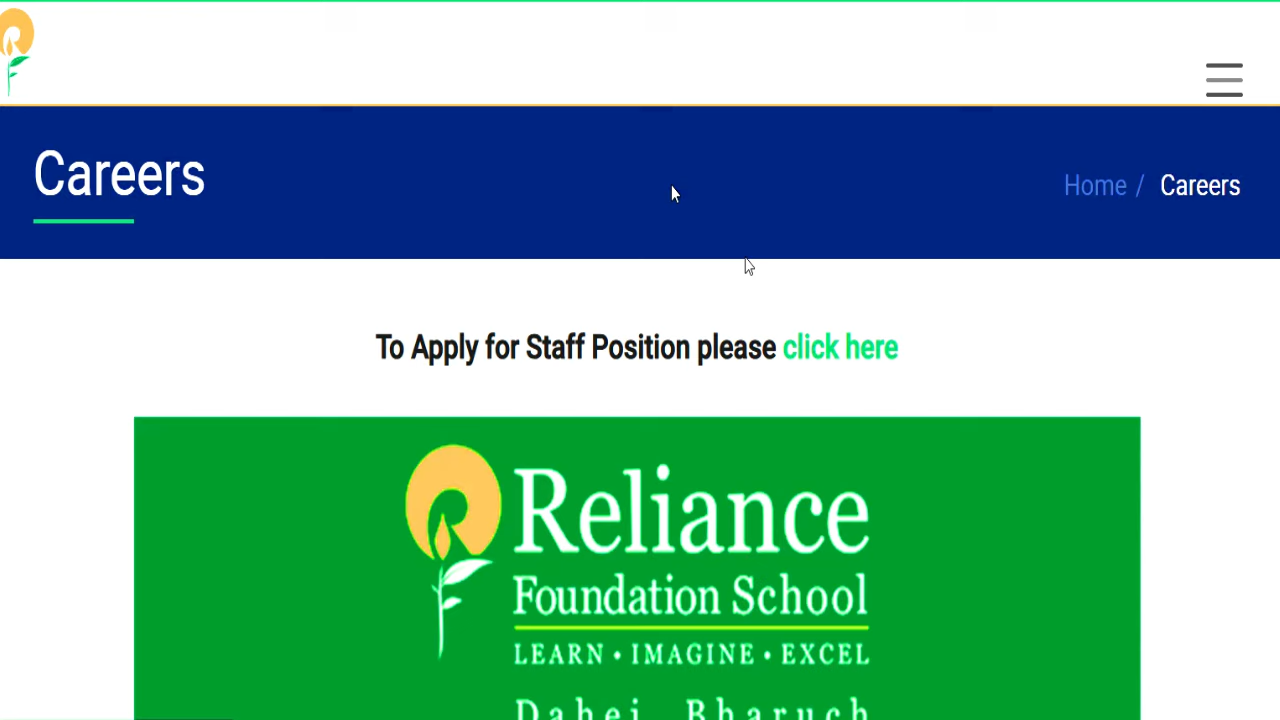 Careers
Home / Careers
To Apply for Staff Position please click here
Reliance
Foundation School
LEARN • IMAGINE • EXCEL
Dahej, Bharuch